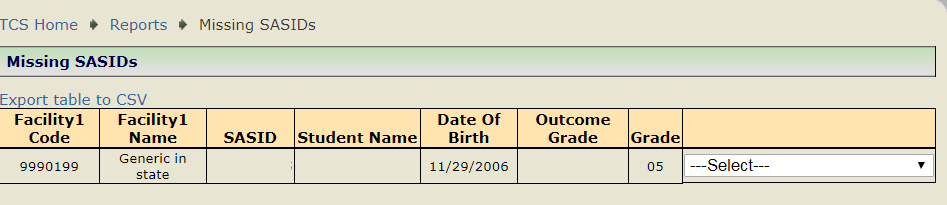 TCS Home Reports Missing SASIDs
Missing SASIDs
Export table to CSV
Facility1 Code Facility1 Name SASID Student Name Date Of Birth Outcome Grade Grade
9990199 Generic in state 11/29/2006 05 ---Select---